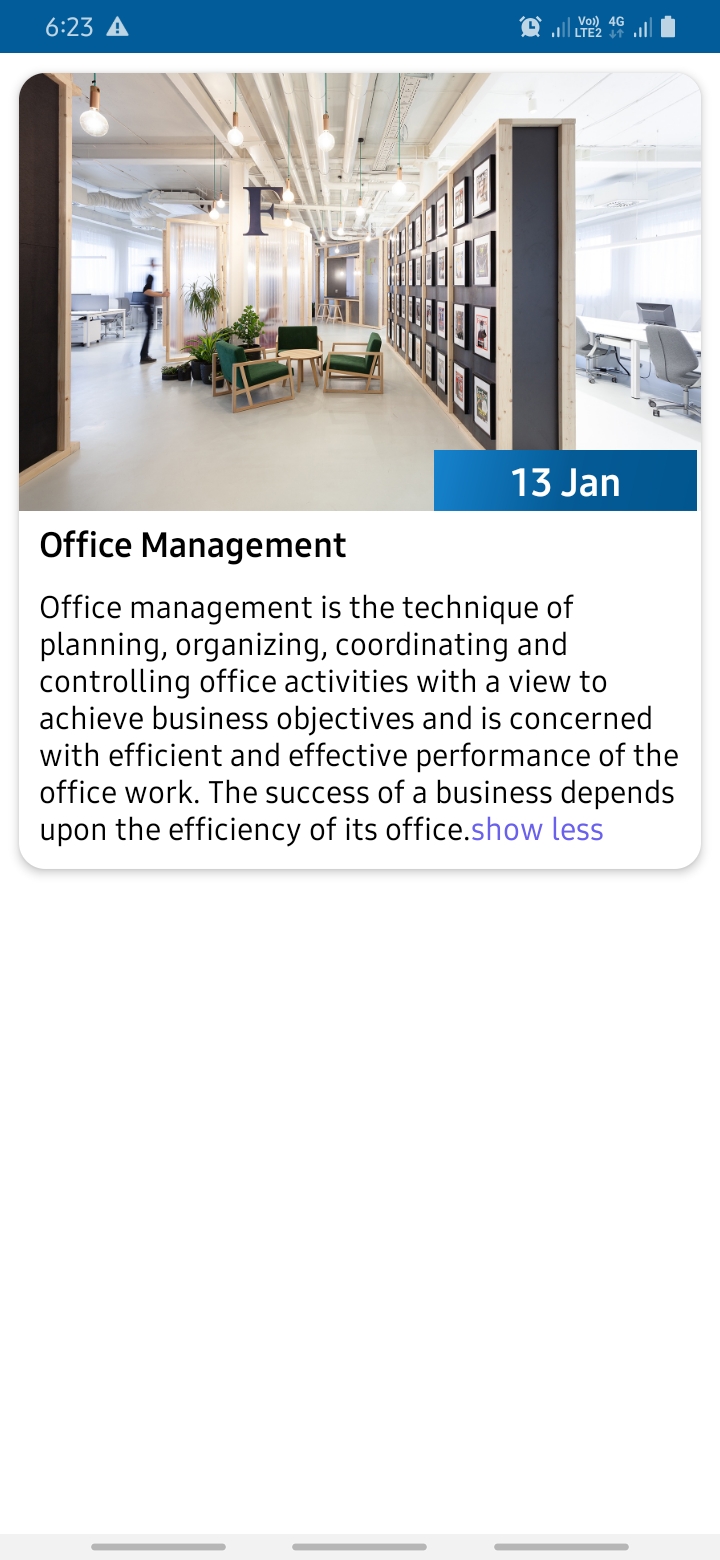 6:23
Vo))
LTE2
4G
F
13 Jan
Office Management
Office management is the technique of
planning, organizing, coordinating and
controlling office activities with a view to
achieve business objectives and is concerned
with efficient and effective performance of the
office work. The success of a business depends
upon the efficiency of its office.show less